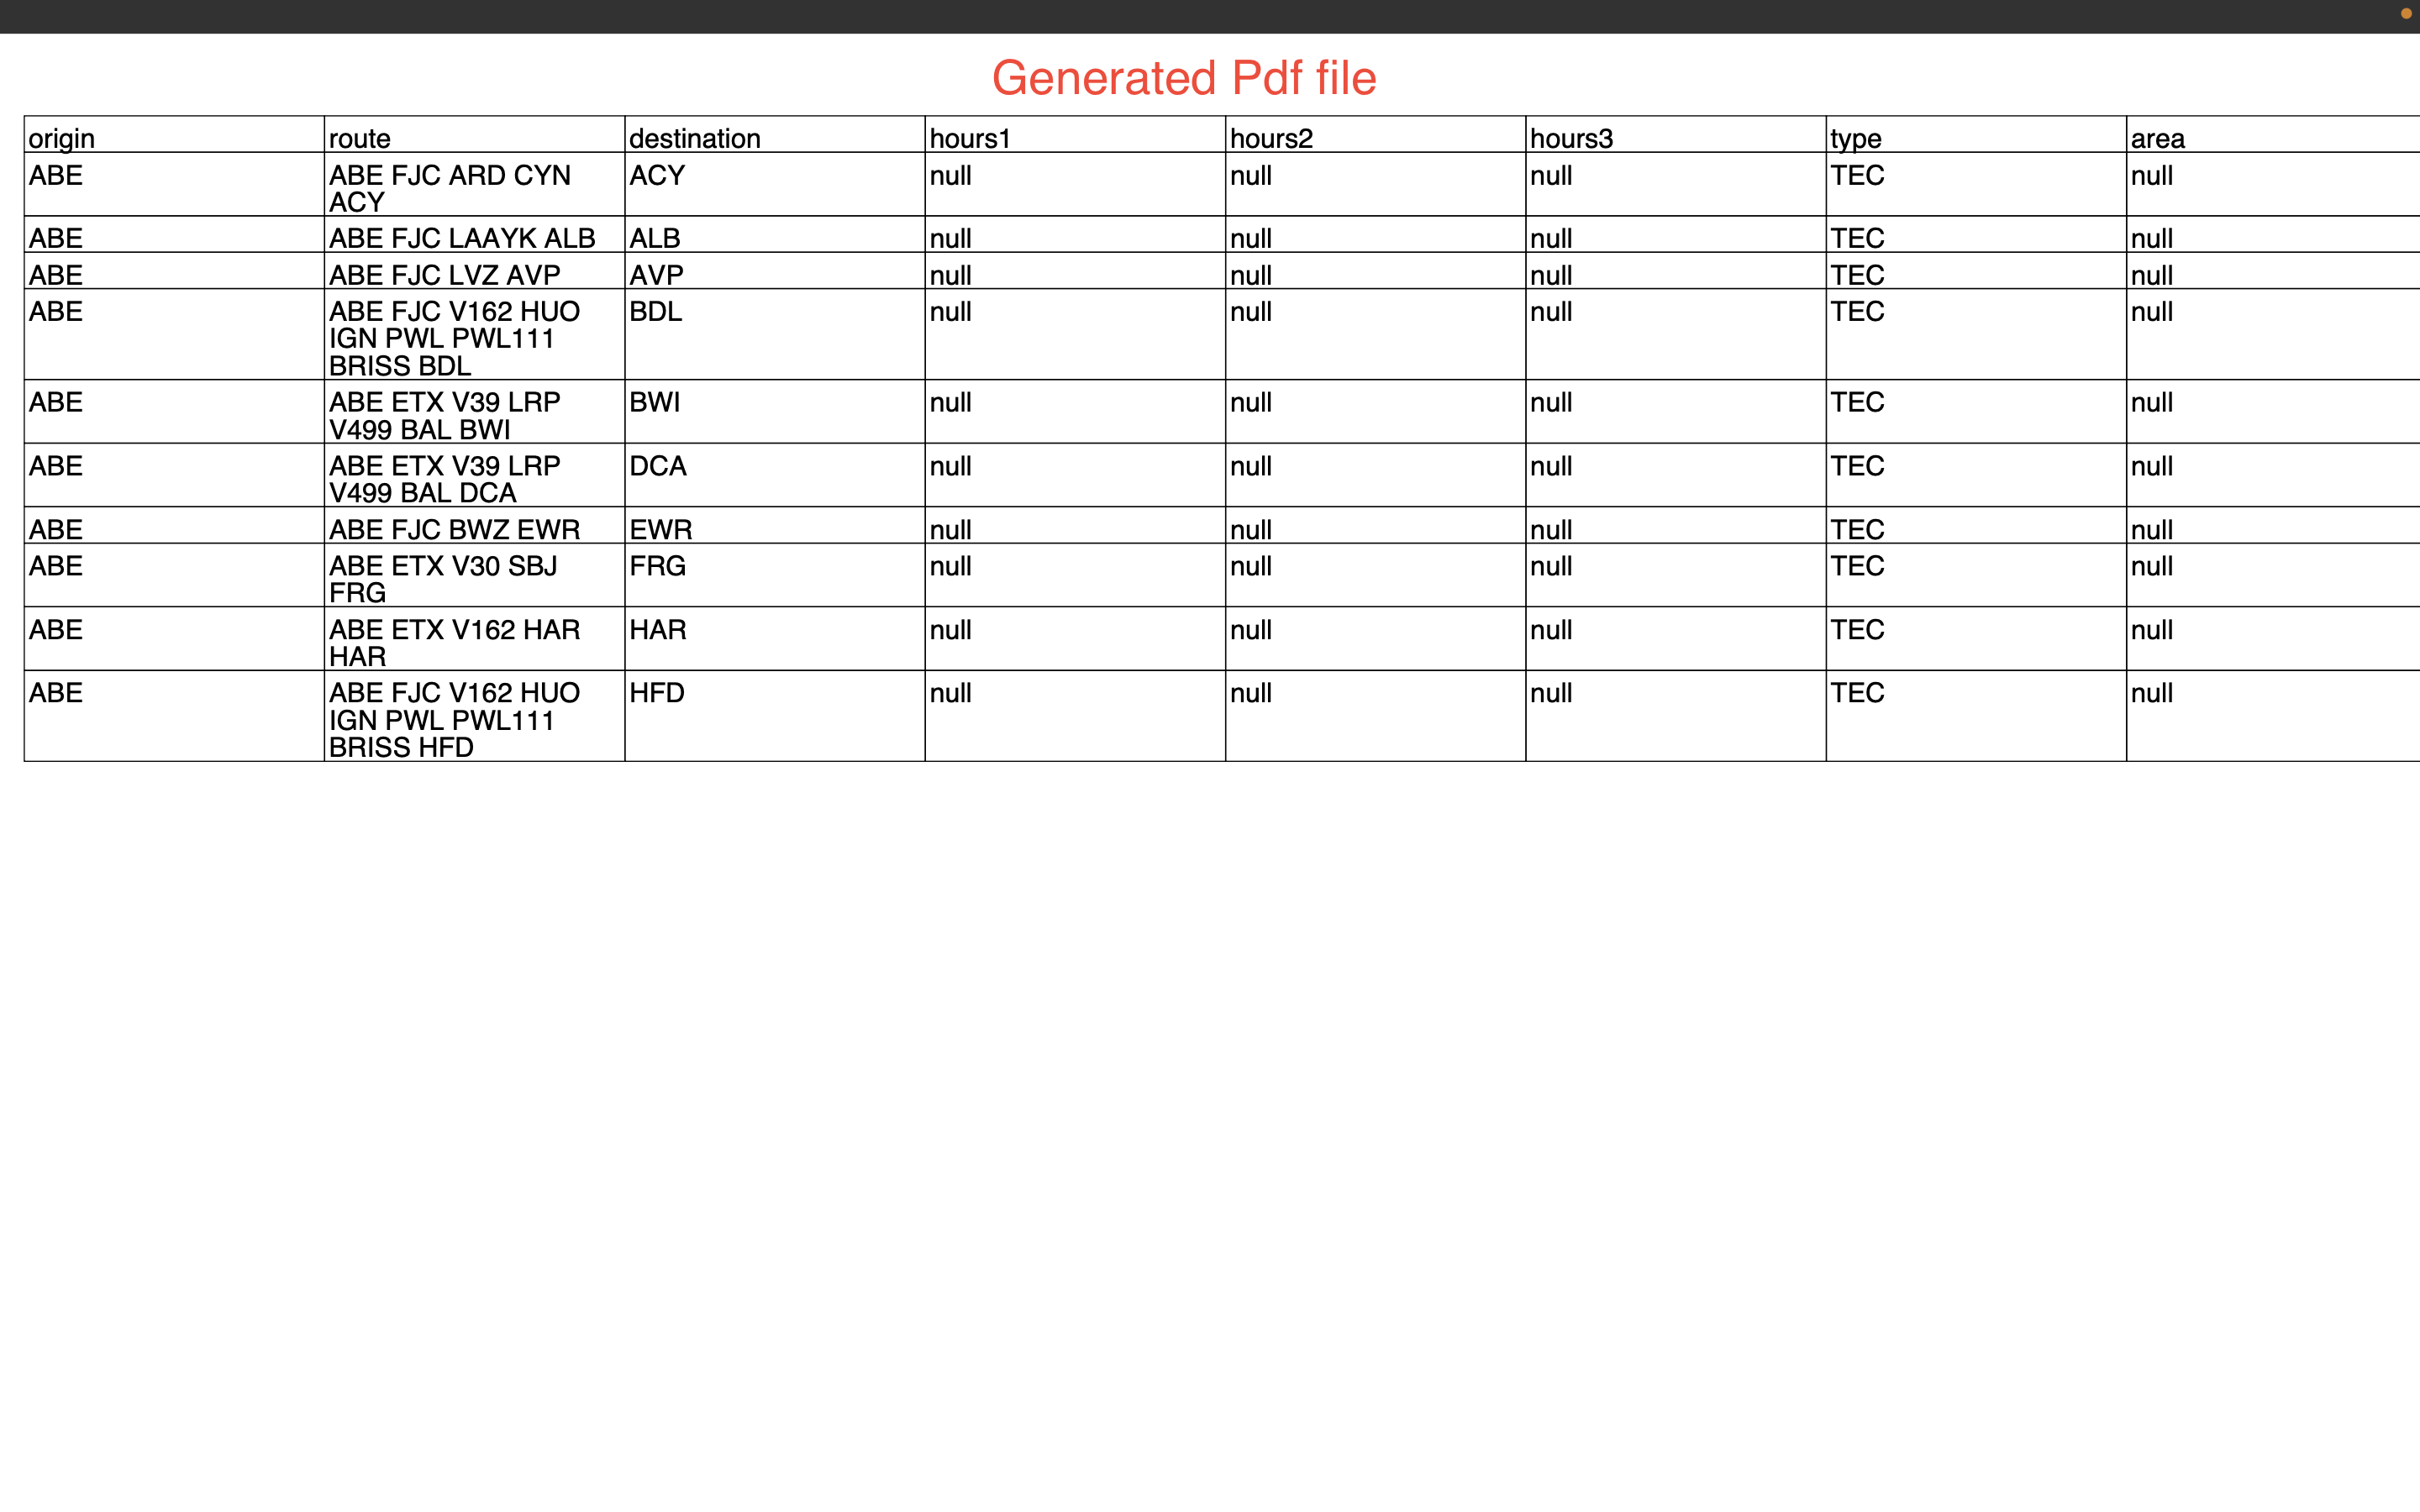 Generated Pdf file
origin route destination hours1 hours2 hours3 type area
ABE ABE FJC ARD CYN ACY null null null TEC null
ACY
ABE ABE FJC LAAYK ALB ALB null null null TEC null
ABE ABE FJC LVZ AVP AVP null null null TEC null
ABE ABE FJC V162 HUO BDL null null null TEC null
IGN PWL PWL111
BRISS BDL
ABE ABE ETX V39 LRP BWI null null null TEC null
V499 BAL BWI
ABE ABE ETX V39 LRP DCA null null null TEC null
V499 BAL DCA
ABE ABE FJC BWZ EWR EWR null null null TEC null
ABE ABE ETX V30 SBJ FRG null null null TEC null
FRG
ABE ABE ETX V162 HAR HAR null null null TEC null
HAR
ABE ABE FJC V162 HUO HFD null null null TEC null
IGN PWL PWL111
BRISS HFD